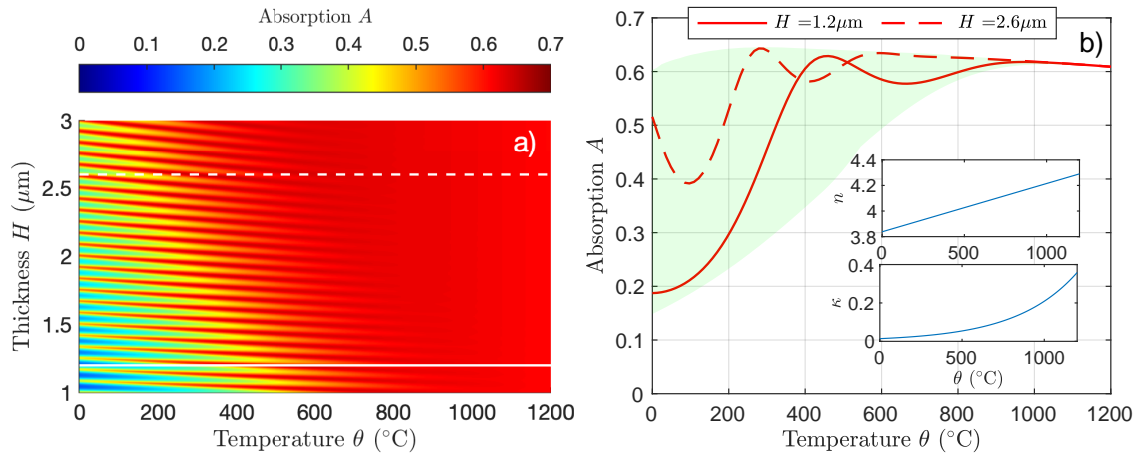 Absorption A
0 0.1 0.2 0.3 0.4 0.5 0.6 0.7
a)
3
2.5
2
1.5
1
Thickness H (μm)
0 200 400 600 800 1000 1200
Temperature θ (°C)
H =1.2μm H =2.6μm
b)
0.7
0.6
0.5
0.4
0.3
0.2
0.1
0
Absorption A
0 200 400 600 800 1000 1200
Temperature θ (°C)
4.4
4.2
4
3.8
n
0 500 1000
0.4
0.2
0
κ
0 500 1000
θ (°C)